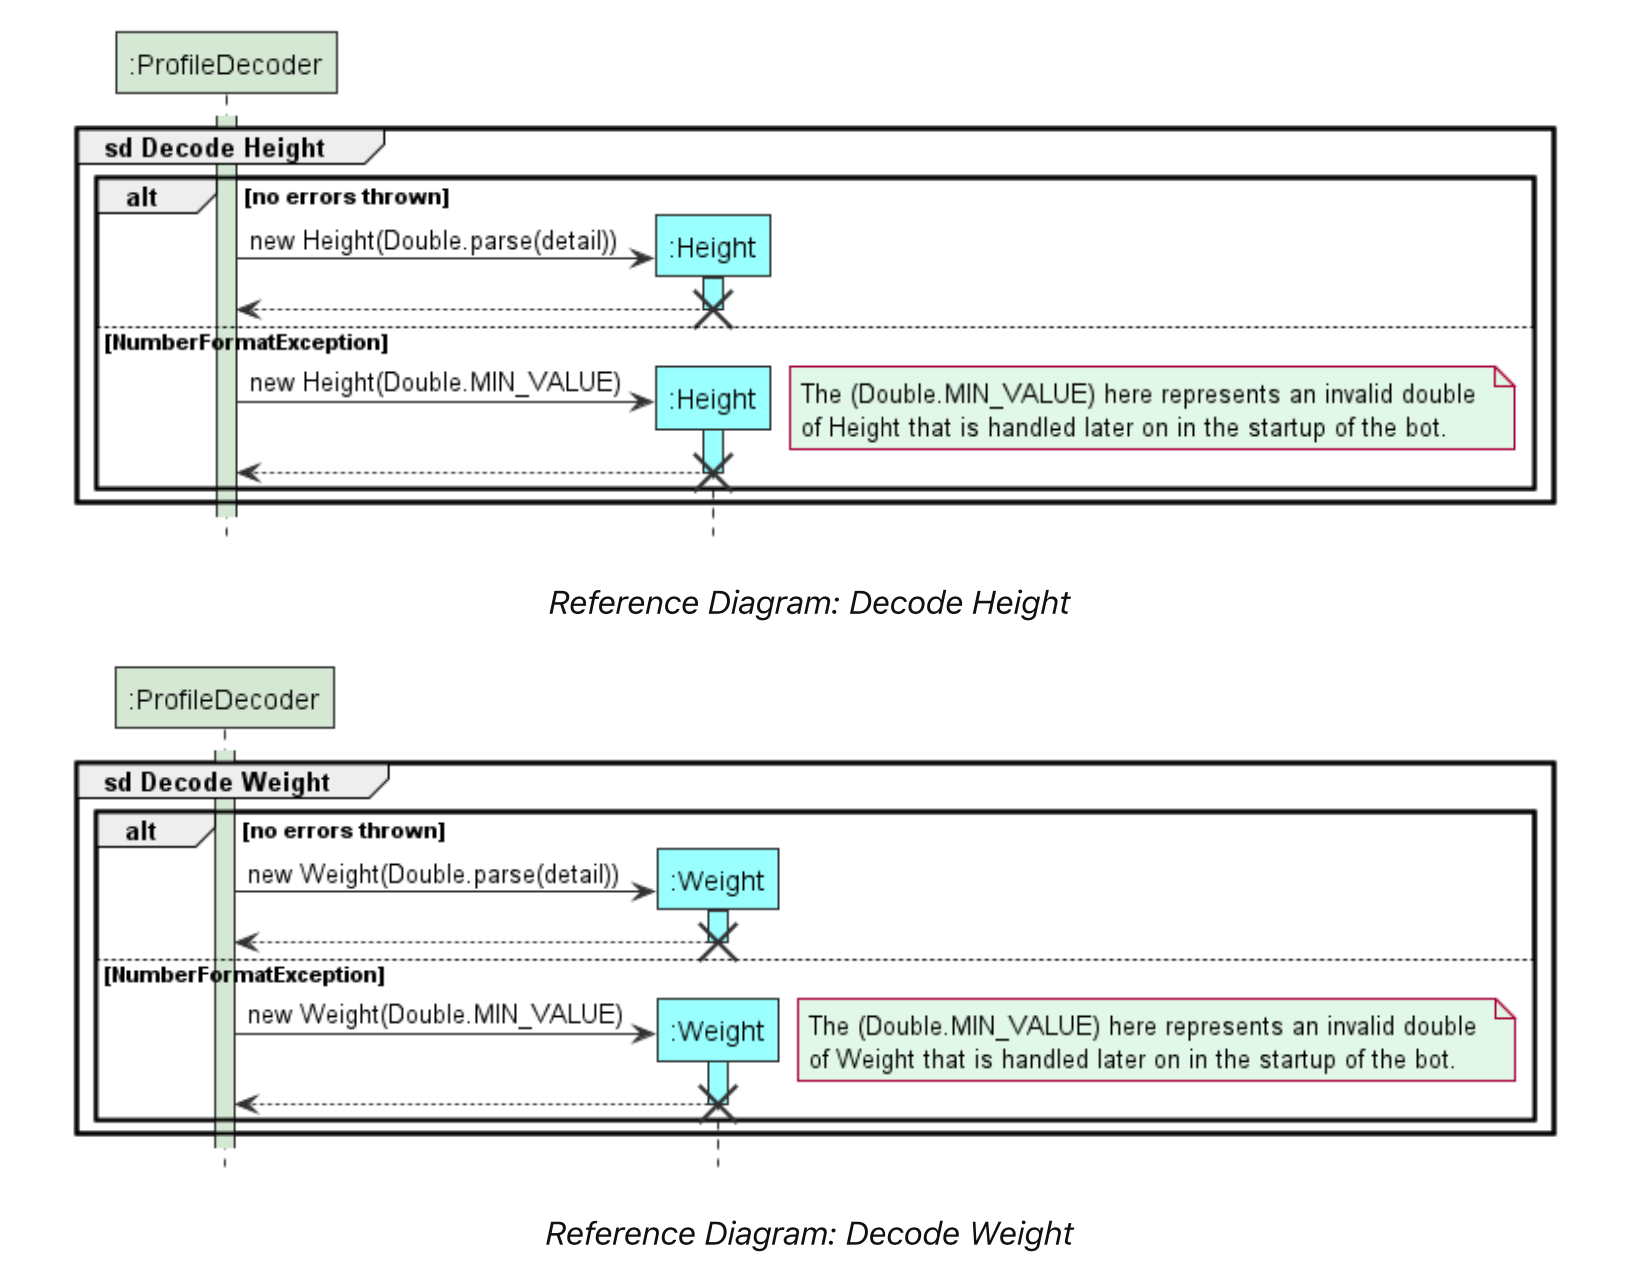 :ProfileDecoder
sd Decode Height
alt
[no errors thrown]
new Height(Double.parse(detail))
:Height
[NumberFormatException]
new Height(Double.MIN_VALUE)
:Height
The (Double.MIN_VALUE) here represents an invalid double
of Height that is handled later on in the startup of the bot.
Reference Diagram: Decode Height
:ProfileDecoder
sd Decode Weight
alt
[no errors thrown]
new Weight(Double.parse(detail))
:Weight
[NumberFormatException]
new Weight(Double.MIN_VALUE)
:Weight
The (Double.MIN_VALUE) here represents an invalid double
of Weight that is handled later on in the startup of the bot.
Reference Diagram: Decode Weight